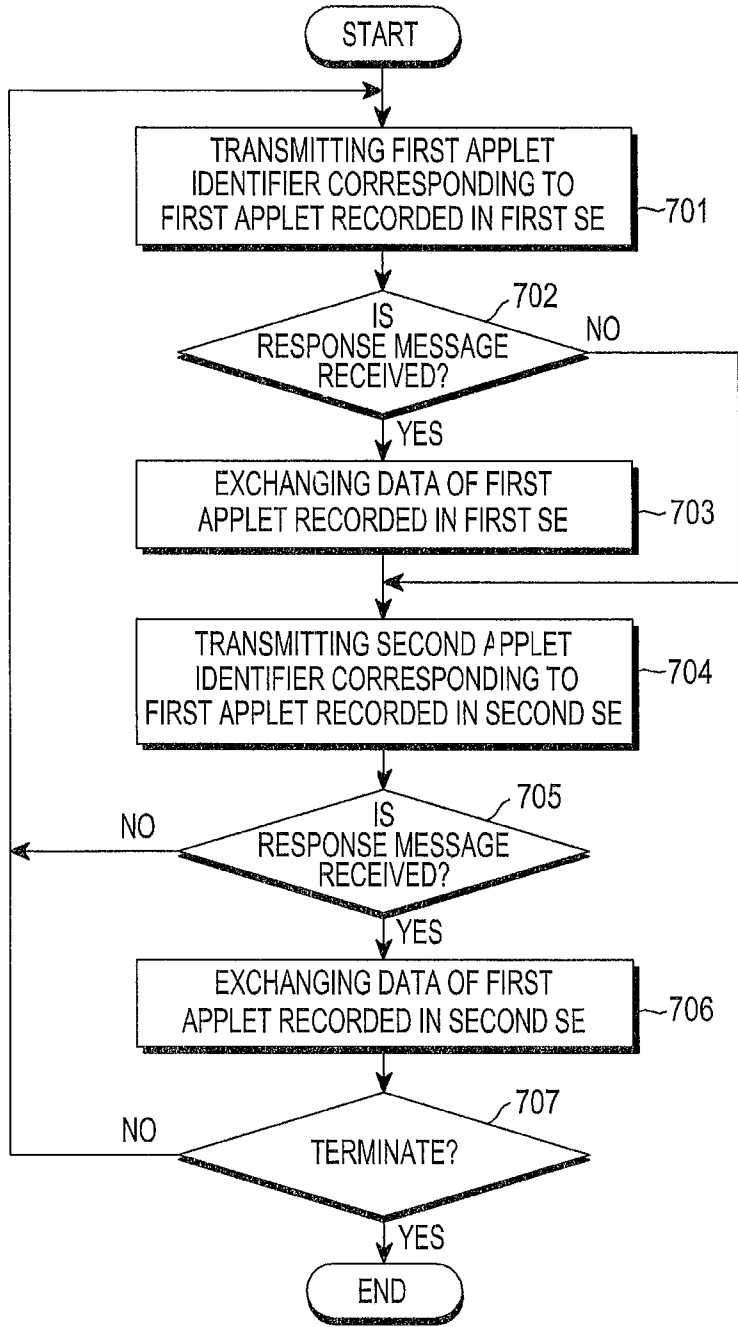 START
TRANSMITTING FIRST APPLET
IDENTIFIER CORRESPONDING TO
FIRST APPLET RECORDED IN FIRST SE
701
702
IS
RESPONSE MESSAGE
RECEIVED?
NO
YES
EXCHANGING DATA OF FIRST
APPLET RECORDED IN FIRST SE
703
TRANSMITTING SECOND APPLET
IDENTIFIER CORRESPONDING TO
FIRST APPLET RECORDED IN SECOND SE
704
705
IS
RESPONSE MESSAGE
RECEIVED?
NO
YES
EXCHANGING DATA OF FIRST
APPLET RECORDED IN SECOND SE
706
707
NO
TERMINATE?
YES
END